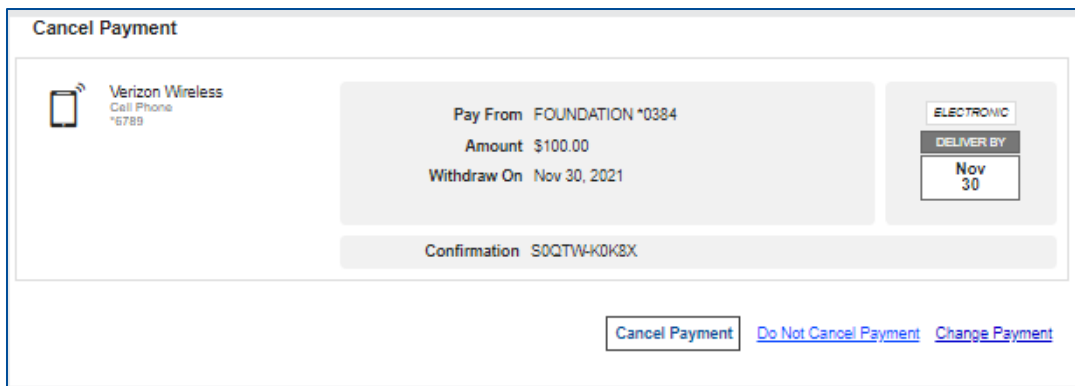 Cancel Payment
Verizon Wireless
Cell Phone
*6789
Pay From FOUNDATION *0384
Amount $100.00
Withdraw On Nov 30, 2021
ELECTRONIC
DELIVER BY
Nov
30
Confirmation S0QTW-K0K8X
Cancel Payment Do Not Cancel Payment Change Payment